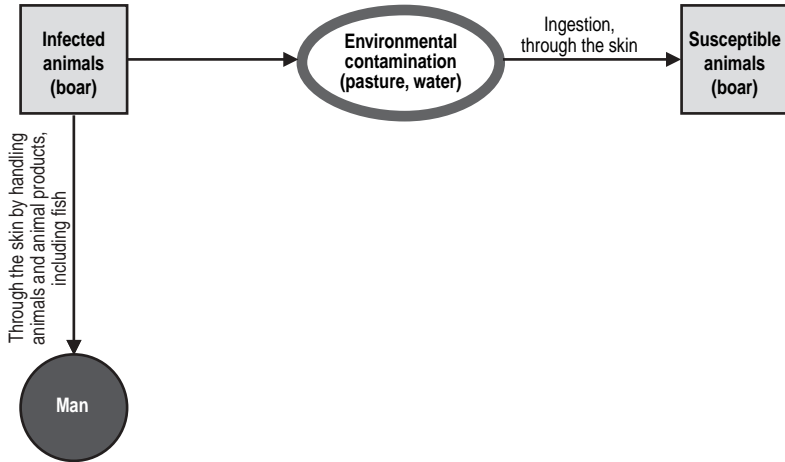 Infected
animals
(boar)
Environmental
contamination
(pasture, water)
Ingestion,
through the skin
Susceptible
animals
(boar)
Through the skin by handling
animals and animal products,
including fish
Man